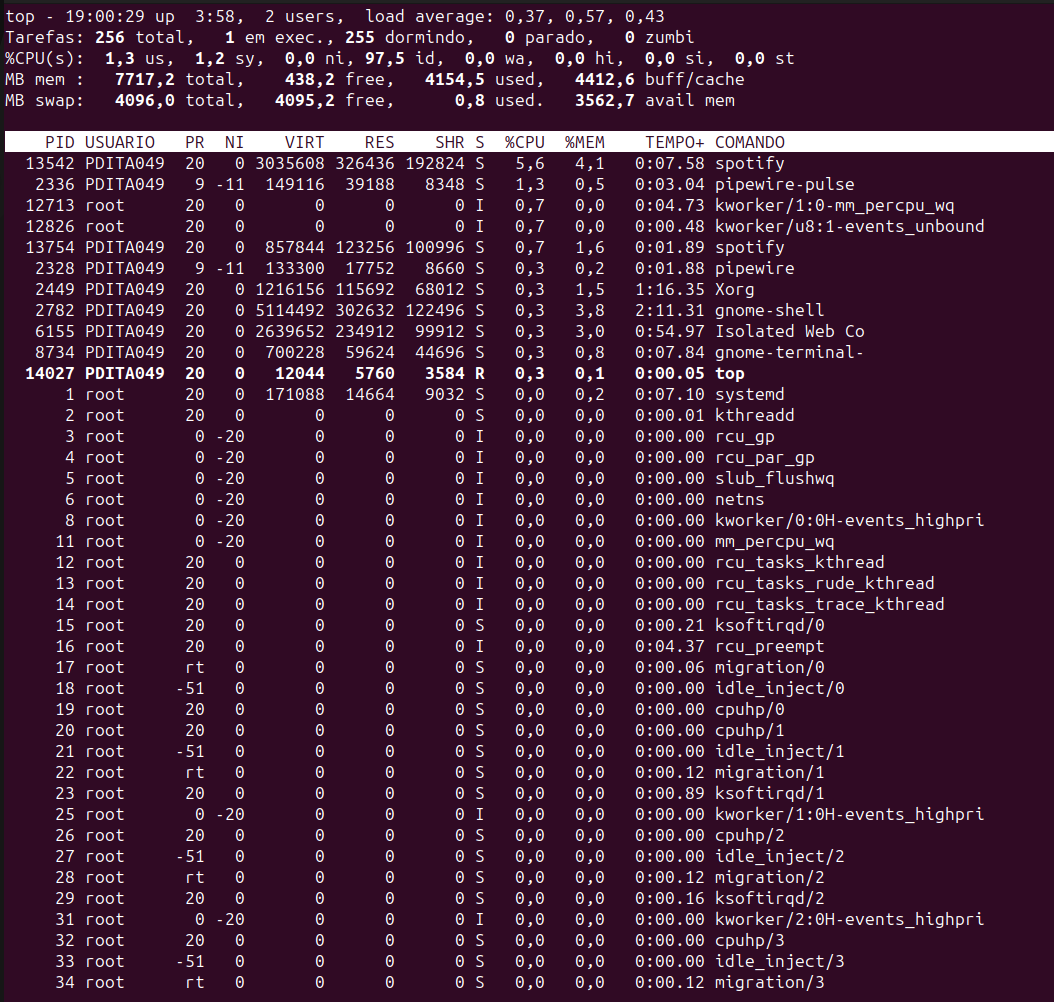 top - 19:00:29 up  3:58,  2 users,  load average: 0,37, 0,57, 0,43
Tarefas: 256 total,   1 em exec., 255 dormindo,   0 parado,   0 zumbi
%CPU(s):  1,3 us,  1,2 sy,  0,0 ni, 97,5 id,  0,0 wa,  0,0 hi,  0,0 si,  0,0 st
MB mem :   7717,2 total,    438,2 free,   4154,5 used,   4412,6 buff/cache
MB swap:   4096,0 total,   4095,2 free,      0,8 used.   3562,7 avail mem
PID USUARIO   PR  NI    VIRT    RES    SHR S  %CPU  %MEM    TEMPO+ COMANDO
13542 PDITA049  20   0 3035608 326436 192824 S   5,6   4,1   0:07.58 spotify
2336 PDITA049   9 -11  149116  39188   8348 S   1,3   0,5   0:03.04 pipewire-pulse
12713 root      20   0       0      0      0 I   0,7   0,0   0:04.73 kworker/1:0-mm_percpu_wq
12826 root      20   0       0      0      0 I   0,7   0,0   0:00.48 kworker/u8:1-events_unbound
13754 PDITA049  20   0  857844 123256 100996 S   0,7   1,6   0:01.89 spotify
2328 PDITA049   9 -11  133300  17752   8660 S   0,3   0,2   0:01.88 pipewire
2449 PDITA049  20   0 1216156 115692  68012 S   0,3   1,5   1:16.35 Xorg
2782 PDITA049  20   0 5114492 302632 122496 S   0,3   3,8   2:11.31 gnome-shell
6155 PDITA049  20   0 2639652 234912  99912 S   0,3   3,0   0:54.97 Isolated Web Co
8734 PDITA049  20   0  700228  59624  44696 S   0,3   0,8   0:07.84 gnome-terminal-
14027 PDITA049  20   0   12044   5760   3584 R   0,3   0,1   0:00.05 top
1 root      20   0  171088  14664   9032 S   0,0   0,2   0:07.10 systemd
2 root      20   0       0      0      0 S   0,0   0,0   0:00.01 kthreadd
3 root       0 -20       0      0      0 I   0,0   0,0   0:00.00 rcu_gp
4 root       0 -20       0      0      0 I   0,0   0,0   0:00.00 rcu_par_gp
5 root       0 -20       0      0      0 I   0,0   0,0   0:00.00 slub_flushwq
6 root       0 -20       0      0      0 I   0,0   0,0   0:00.00 netns
8 root       0 -20       0      0      0 I   0,0   0,0   0:00.00 kworker/0:0H-events_highpri
11 root       0 -20       0      0      0 I   0,0   0,0   0:00.00 mm_percpu_wq
12 root      20   0       0      0      0 I   0,0   0,0   0:00.00 rcu_tasks_kthread
13 root      20   0       0      0      0 I   0,0   0,0   0:00.00 rcu_tasks_rude_kthread
14 root      20   0       0      0      0 I   0,0   0,0   0:00.00 rcu_tasks_trace_kthread
15 root      20   0       0      0      0 S   0,0   0,0   0:00.21 ksoftirqd/0
16 root      20   0       0      0      0 I   0,0   0,0   0:04.37 rcu_preempt
17 root      rt   0       0      0      0 S   0,0   0,0   0:00.06 migration/0
18 root     -51   0       0      0      0 S   0,0   0,0   0:00.00 idle_inject/0
19 root      20   0       0      0      0 S   0,0   0,0   0:00.00 cpuhp/0
20 root      20   0       0      0      0 S   0,0   0,0   0:00.00 cpuhp/1
21 root     -51   0       0      0      0 S   0,0   0,0   0:00.00 idle_inject/1
22 root      rt   0       0      0      0 S   0,0   0,0   0:00.12 migration/1
23 root      20   0       0      0      0 S   0,0   0,0   0:00.89 ksoftirqd/1
25 root       0 -20       0      0      0 I   0,0   0,0   0:00.00 kworker/1:0H-events_highpri
26 root      20   0       0      0      0 S   0,0   0,0   0:00.00 cpuhp/2
27 root     -51   0       0      0      0 S   0,0   0,0   0:00.00 idle_inject/2
28 root      rt   0       0      0      0 S   0,0   0,0   0:00.12 migration/2
29 root      20   0       0      0      0 S   0,0   0,0   0:00.16 ksoftirqd/2
31 root       0 -20       0      0      0 I   0,0   0,0   0:00.00 kworker/2:0H-events_highpri
32 root      20   0       0      0      0 S   0,0   0,0   0:00.00 cpuhp/3
33 root     -51   0       0      0      0 S   0,0   0,0   0:00.00 idle_inject/3
34 root      rt   0       0      0      0 S   0,0   0,0   0:00.12 migration/3